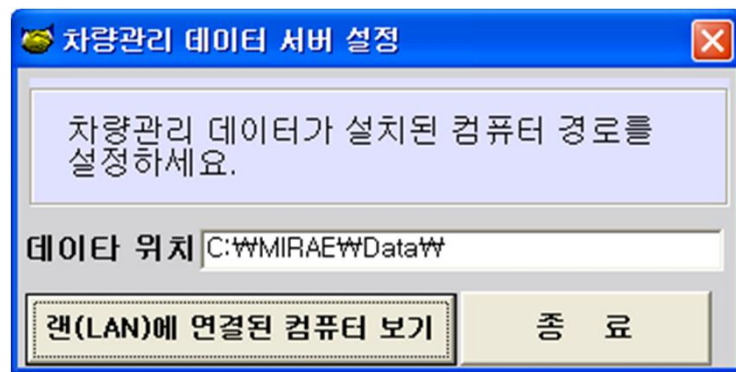 차량관리 데이터 서버 설정
차량관리 데이터가 설치된 컴퓨터 경로를
설정하세요.
데이타 위치 C:₩MIRAE₩Data₩
랜(LAN)에 연결된 컴퓨터 보기
종 료